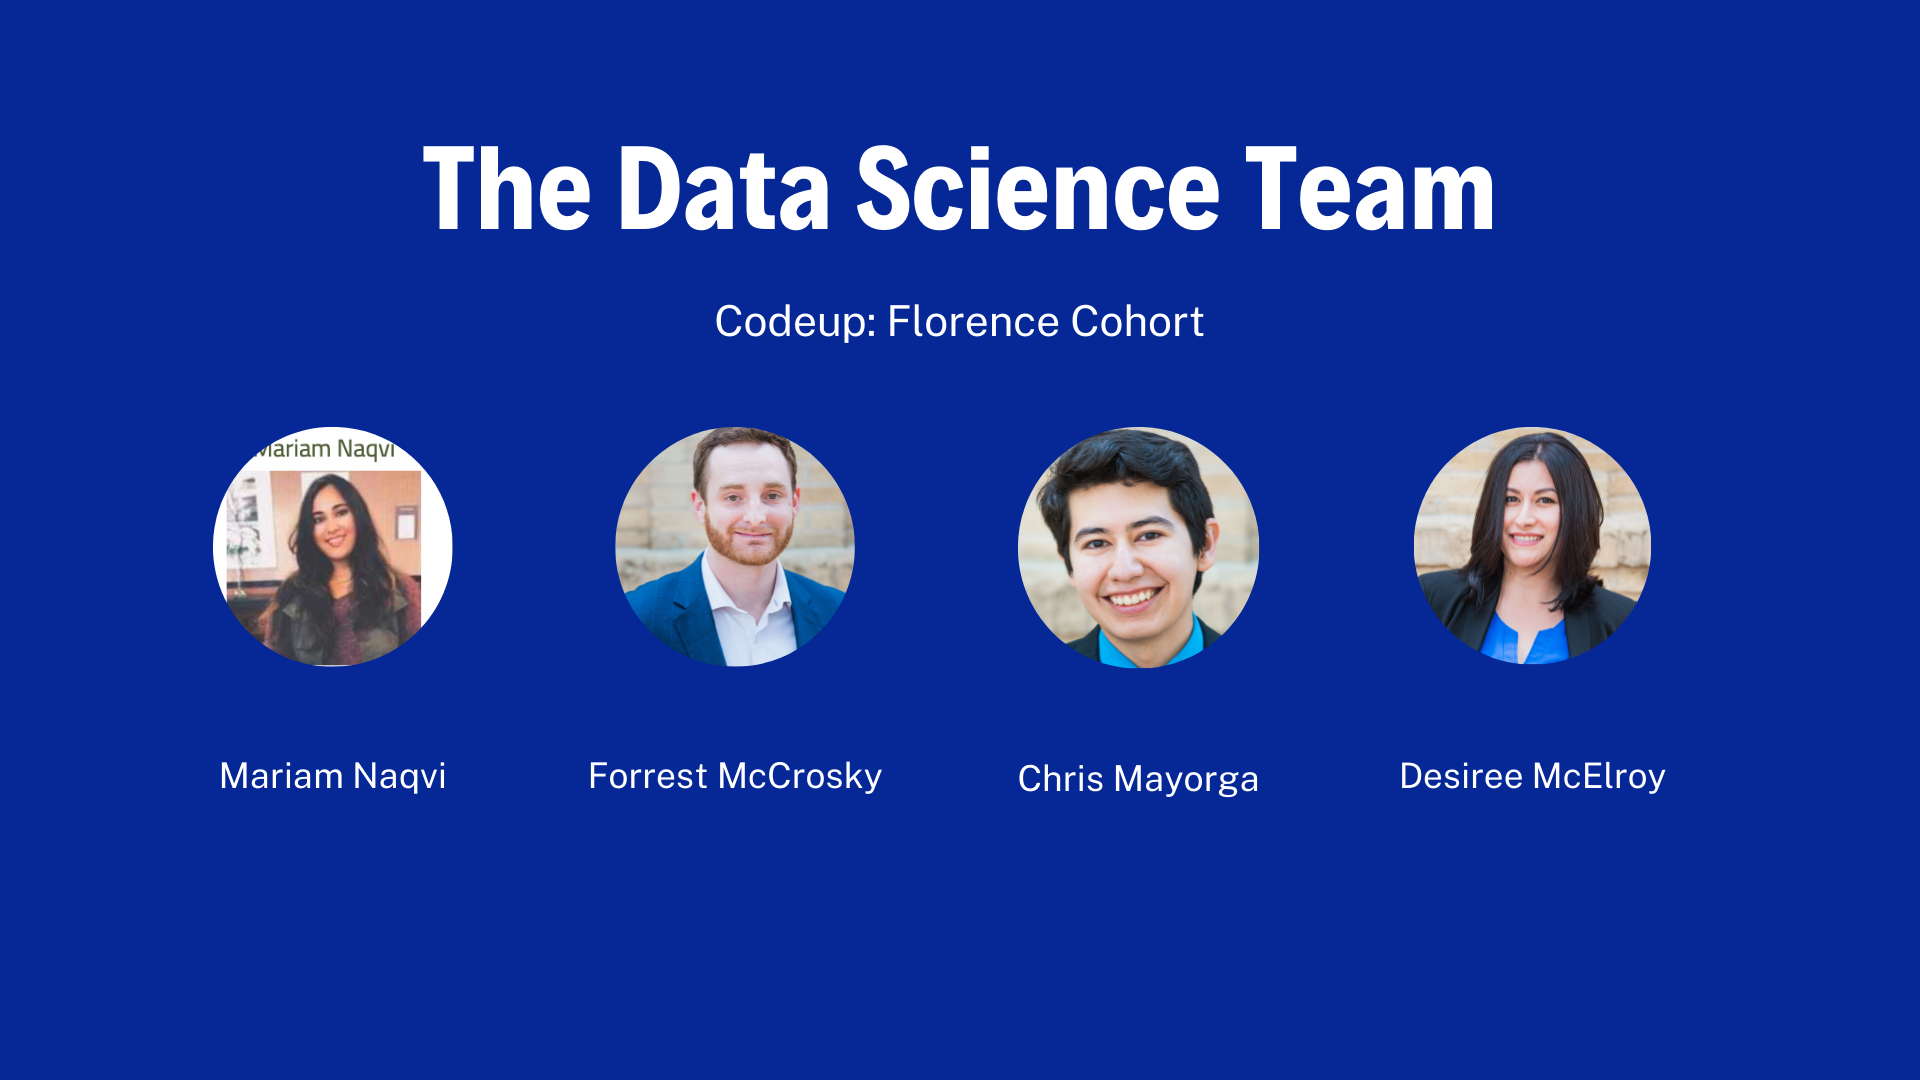 The Data Science Team
Codeup: Florence Cohort
Mariam Naqvi
Mariam Naqvi
Forrest McCrosky
Chris Mayorga
Desiree McElroy